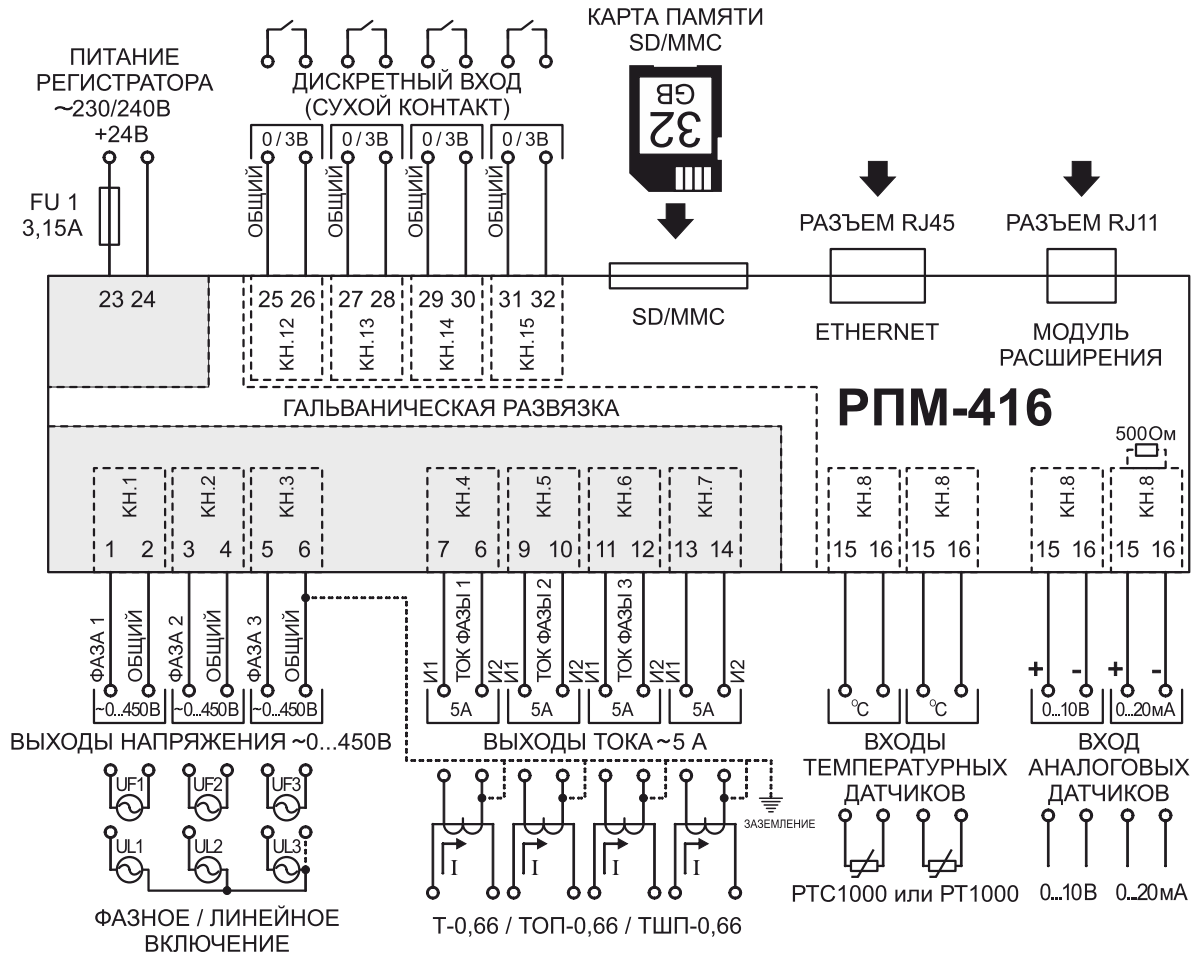 КАРТА ПАМЯТИ
SD/MMC
32
GB
ПИТАНИЕ
РЕГИСТРАТОРА
~230/240В
+24В
FU 1
3,15А
ДИСКРЕТНЫЙ ВХОД
(СУХОЙ КОНТАКТ)
0 / 3В 0 / 3В 0 / 3В 0 / 3В
ОБЩИЙ ОБЩИЙ ОБЩИЙ ОБЩИЙ
РАЗЪЕМ RJ45 РАЗЪЕМ RJ11
23 24 25 26 27 28 29 30 31 32
КН.12 КН.13 КН.14 КН.15
SD/MMC ETHERNET МОДУЛЬ
РАСШИРЕНИЯ
ГАЛЬВАНИЧЕСКАЯ РАЗВЯЗКА
РПМ-416
500Ом
КН.1 КН.2 КН.3 КН.4 КН.5 КН.6 КН.7 КН.8 КН.8 КН.8 КН.8
1 2 3 4 5 6 7 6 9 10 11 12 13 14 15 16 15 16 15 16 15 16
ФАЗА 1 ОБЩИЙ ФАЗА 2 ОБЩИЙ ФАЗА 3 ОБЩИЙ
И1 ТОК ФАЗЫ 1 И2 И1 ТОК ФАЗЫ 2 И2 И1 ТОК ФАЗЫ 3 И2 И1 И2
+ - + -
~0...450В ~0...450В ~0...450В 5А 5А 5А 5А °С °С 0...10В 0...20мА
ВЫХОДЫ НАПРЯЖЕНИЯ ~0...450В
ВЫХОДЫ ТОКА ~5 А
ВХОДЫ
ТЕМПЕРАТУРНЫХ
ДАТЧИКОВ
ВХОД
АНАЛОГОВЫХ
ДАТЧИКОВ
UF1 UF2 UF3
UL1 UL2 UL3
ЗАЗЕМЛЕНИЕ
I I I I
РТС1000 или РТ1000
0...10В 0...20мА
ФАЗНОЕ / ЛИНЕЙНОЕ
ВКЛЮЧЕНИЕ
Т-0,66 / ТОП-0,66 / ТШП-0,66